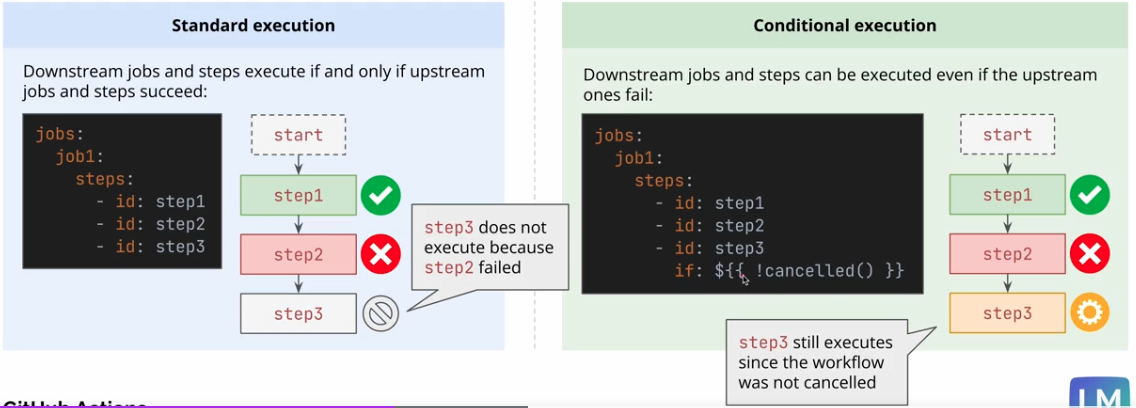 Standard execution
Downstream jobs and steps execute if and only if upstream
jobs and steps succeed:
jobs:
job1:
steps:
- id: step1
- id: step2
- id: step3
start
step1
step2
step3
step3 does not
execute because
step2 failed
Conditional execution
Downstream jobs and steps can be executed even if the upstream
ones fail:
jobs:
job1:
steps:
- id: step1
- id: step2
- id: step3
if: ${{ !cancelled() }}
start
step1
step2
step3
step3 still executes
since the workflow
was not cancelled
GitHub Actions
LM